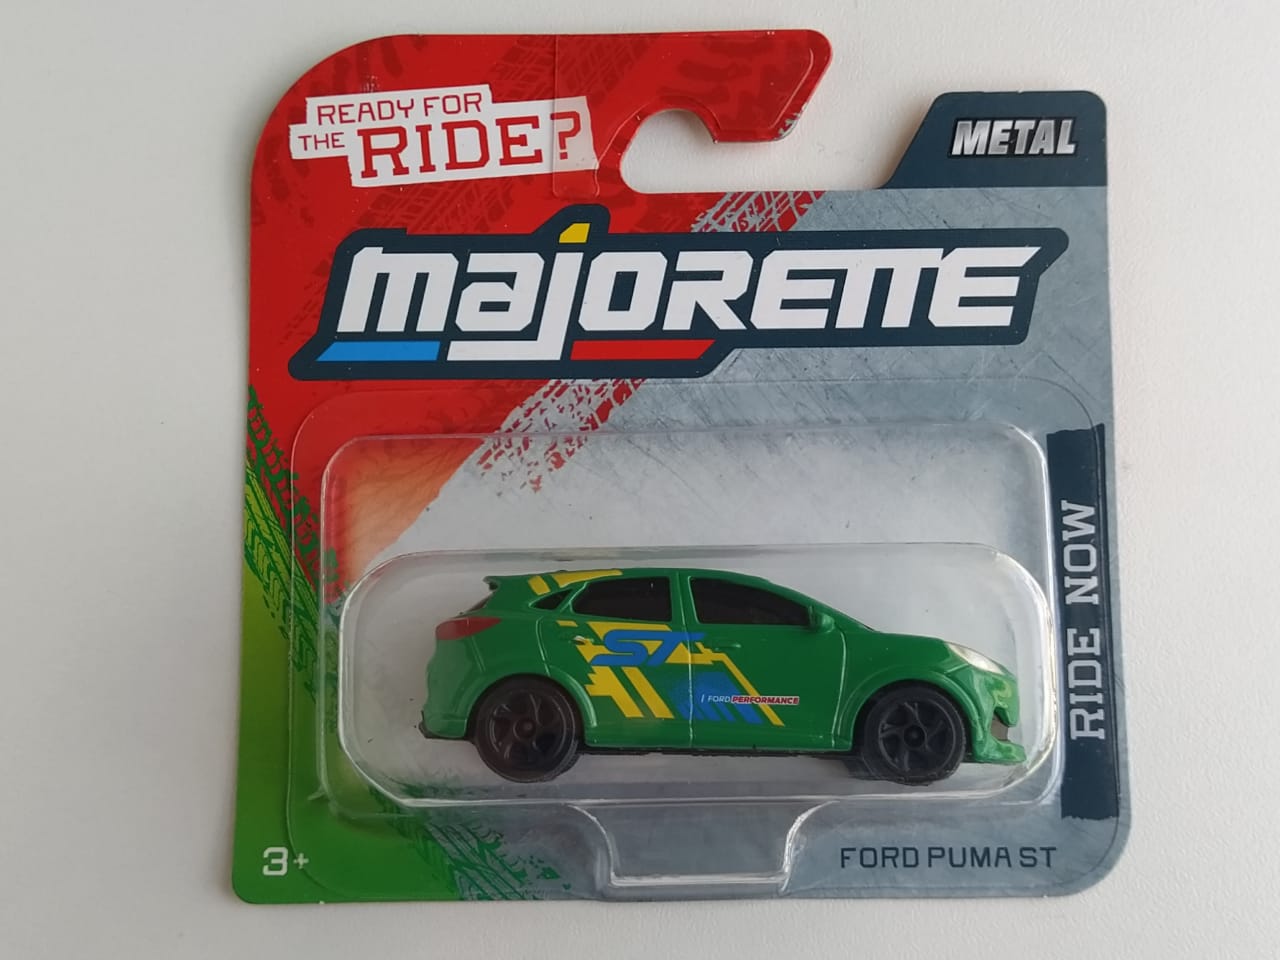 READY FOR
THE RIDE?
METAL
majorette
RIDE NOW
ST
FORD PERFORMANCE
3+
FORD PUMA ST